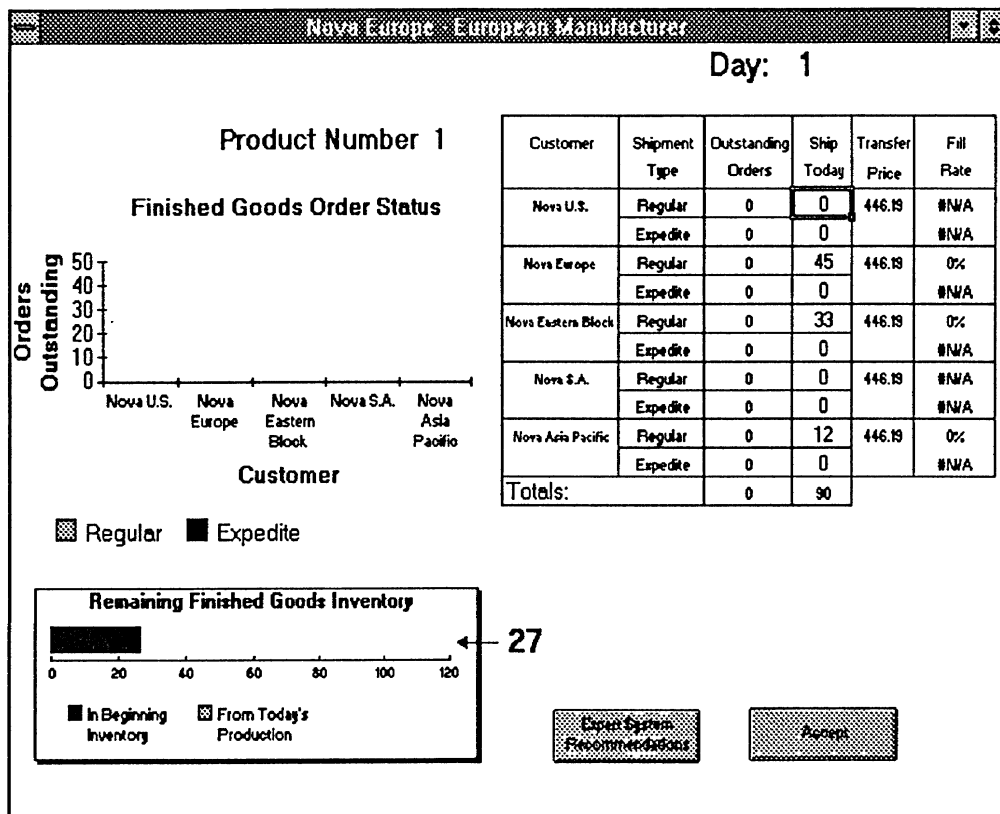 Nova Europe - European Manufacturer
Day: 1
Product Number 1
Finished Goods Order Status
Orders
Outstanding
50
40
30
20
10
0
Nova U.S. Nova Europe Nova Eastern Block Nova S.A. Nova Asia Pacific
Customer
Regular Expedite
Customer Shipment Type Outstanding Orders Ship Today Transfer Price Fill Rate
Nova U.S. Regular 0 0 446.19 #N/A
Expedite 0 0 #N/A
Nova Europe Regular 0 45 446.19 0%
Expedite 0 0 #N/A
Nova Eastern Block Regular 0 33 446.19 0%
Expedite 0 0 #N/A
Nova S.A. Regular 0 0 446.19 #N/A
Expedite 0 0 #N/A
Nova Asia Pacific Regular 0 12 446.19 0%
Expedite 0 0 #N/A
Totals: 0 90
Remaining Finished Goods Inventory
27
0 20 40 60 80 100 120
In Beginning Inventory
From Today's Production
Expert System
Recommendations
Accept